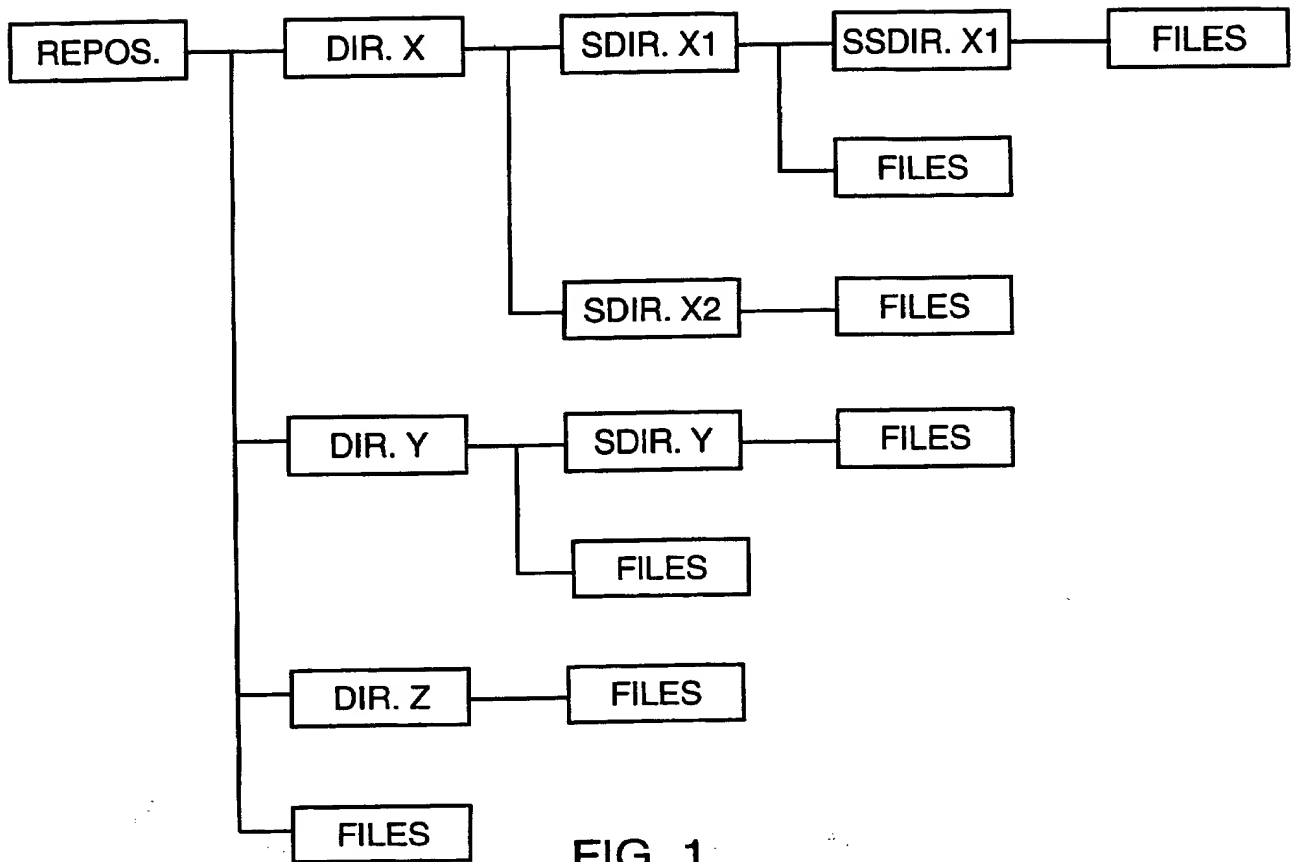 REPOS. DIR. X SDIR. X1 SSDIR. X1 FILES
FILES
SDIR. X2 FILES
DIR. Y SDIR. Y FILES
FILES
DIR. Z FILES
FILES
FIG. 1